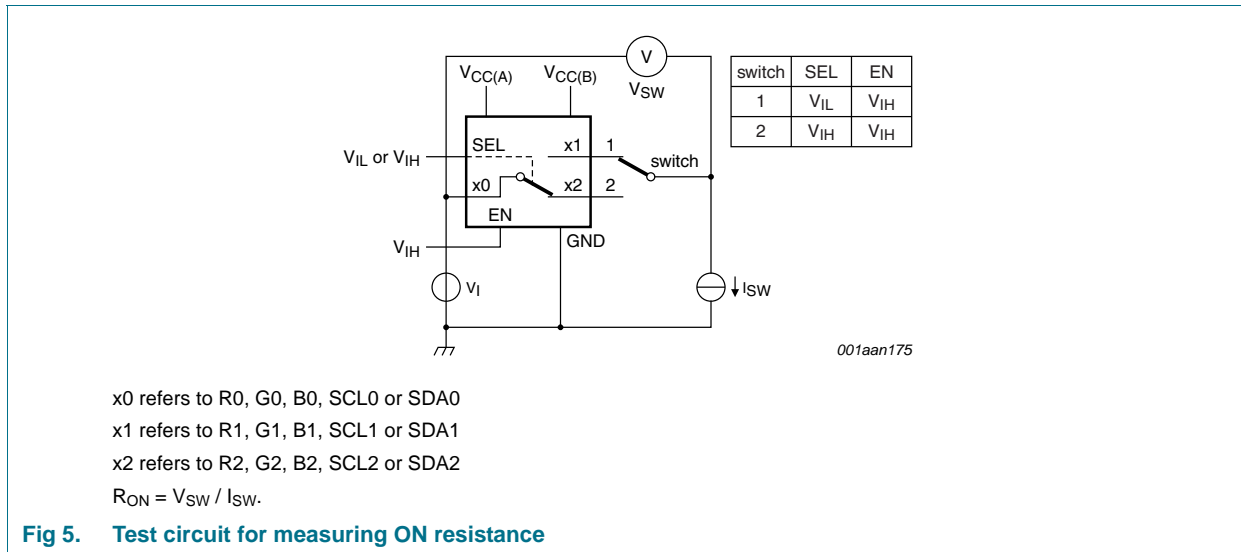 V
VSW
VCC(A) VCC(B)
switch SEL EN
1 VIL VIH
2 VIH VIH
VIL or VIH
SEL x1 1
switch
x0 x2 2
EN
VIH
GND
VI
ISW
001aan175
x0 refers to R0, G0, B0, SCL0 or SDA0
x1 refers to R1, G1, B1, SCL1 or SDA1
x2 refers to R2, G2, B2, SCL2 or SDA2
RON = VSW / ISW.
Fig 5. Test circuit for measuring ON resistance